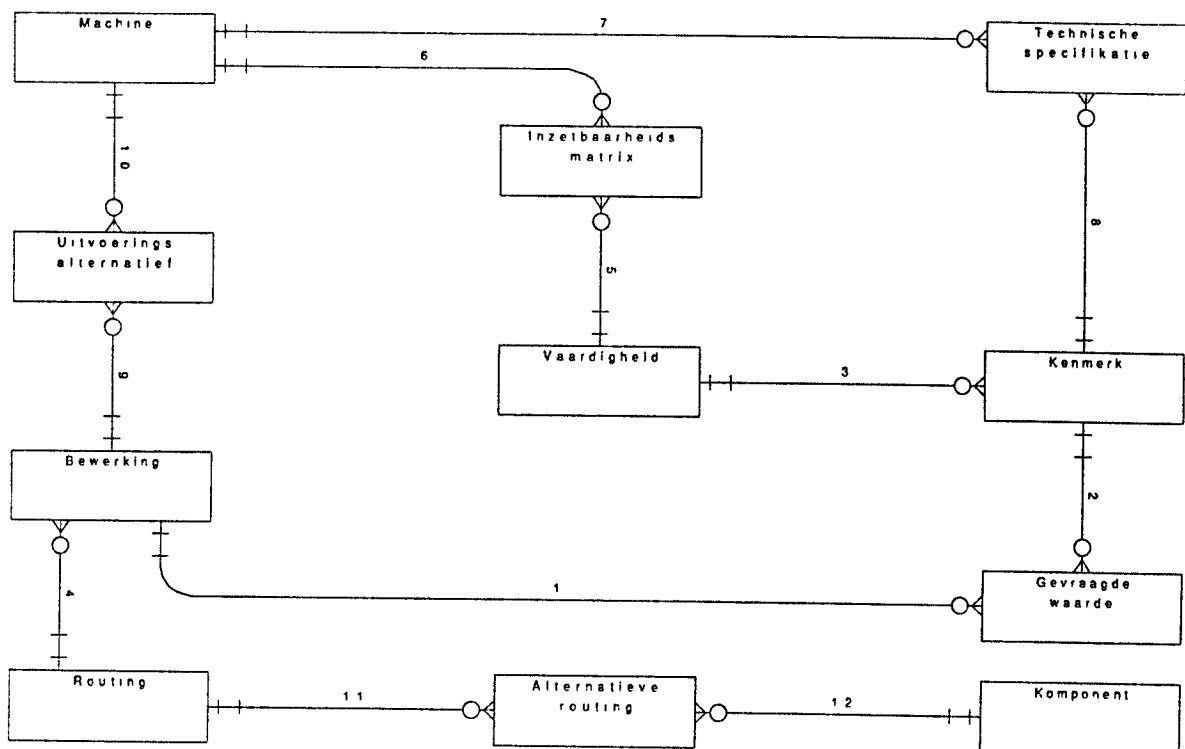 Machine
7
Technische
specifikatie
6
Inzetbaarheids
matrix
10
Uitvoerings
alternatief
8
5
Vaardigheid
3
Kenmerk
9
Bewerking
2
1
Gevraagde
waarde
4
Routing
11
Alternatieve
routing
12
Komponent